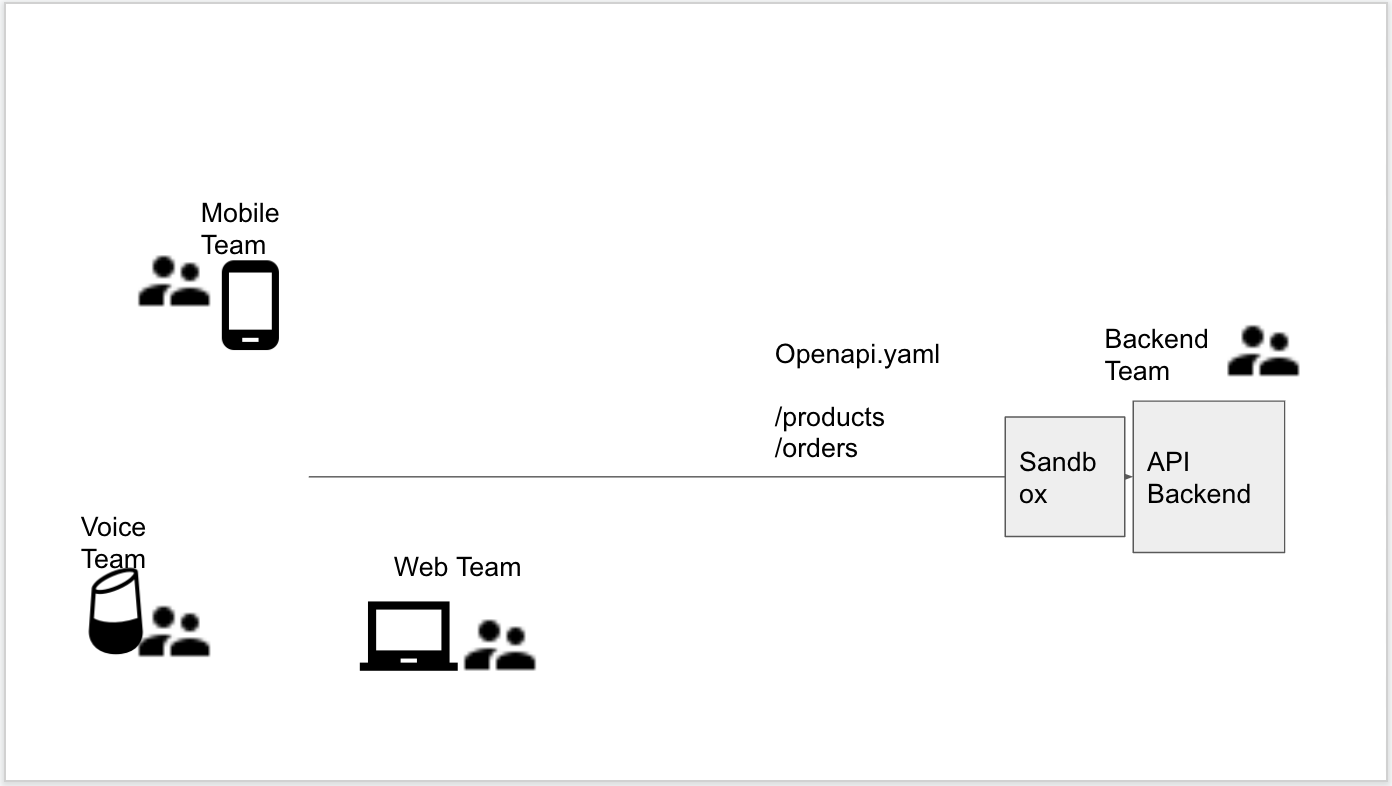 Mobile
Team
Openapi.yaml
/products
/orders
Backend
Team
Sandb
ox
API
Backend
Voice
Team
Web Team